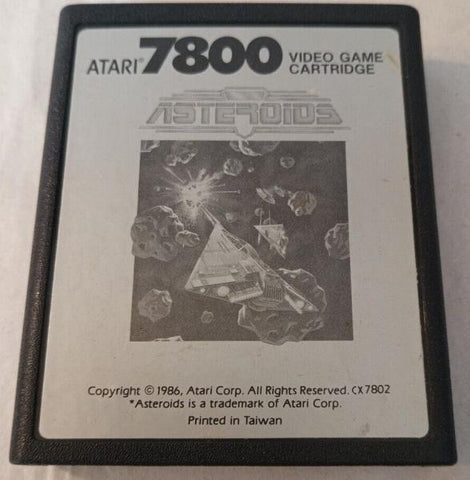 ATARI® 7800 VIDEO GAME
CARTRIDGE
ASTEROIDS
Copyright © 1986, Atari Corp. All Rights Reserved. CX7802
*Asteroids is a trademark of Atari Corp.
Printed in Taiwan